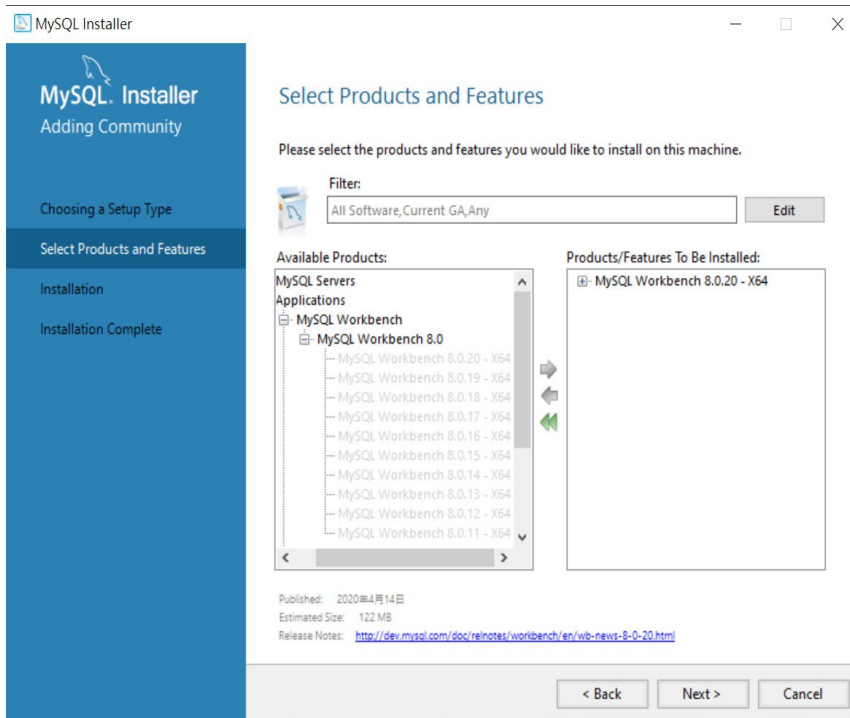 MySQL Installer
MySQL. Installer
Adding Community
Choosing a Setup Type
Select Products and Features
Installation
Installation Complete
Select Products and Features
Please select the products and features you would like to install on this machine.
Filter:
All Software,Current GA,Any
Edit
Available Products:
MySQL Servers
Applications
MySQL Workbench
MySQL Workbench 8.0
MySQL Workbench 8.0.20 - X64
MySQL Workbench 8.0.19 - X64
MySQL Workbench 8.0.18 - X64
MySQL Workbench 8.0.17 - X64
MySQL Workbench 8.0.16 - X64
MySQL Workbench 8.0.15 - X64
MySQL Workbench 8.0.14 - X64
MySQL Workbench 8.0.13 - X64
MySQL Workbench 8.0.12 - X64
MySQL Workbench 8.0.11 - X64
Products/Features To Be Installed:
MySQL Workbench 8.0.20 - X64
Published: 2020年4月14日
Estimated Size: 122 MB
Release Notes: http://dev.mysql.com/doc/relnotes/workbench/en/wb-news-8-0-20.html
< Back
Next >
Cancel